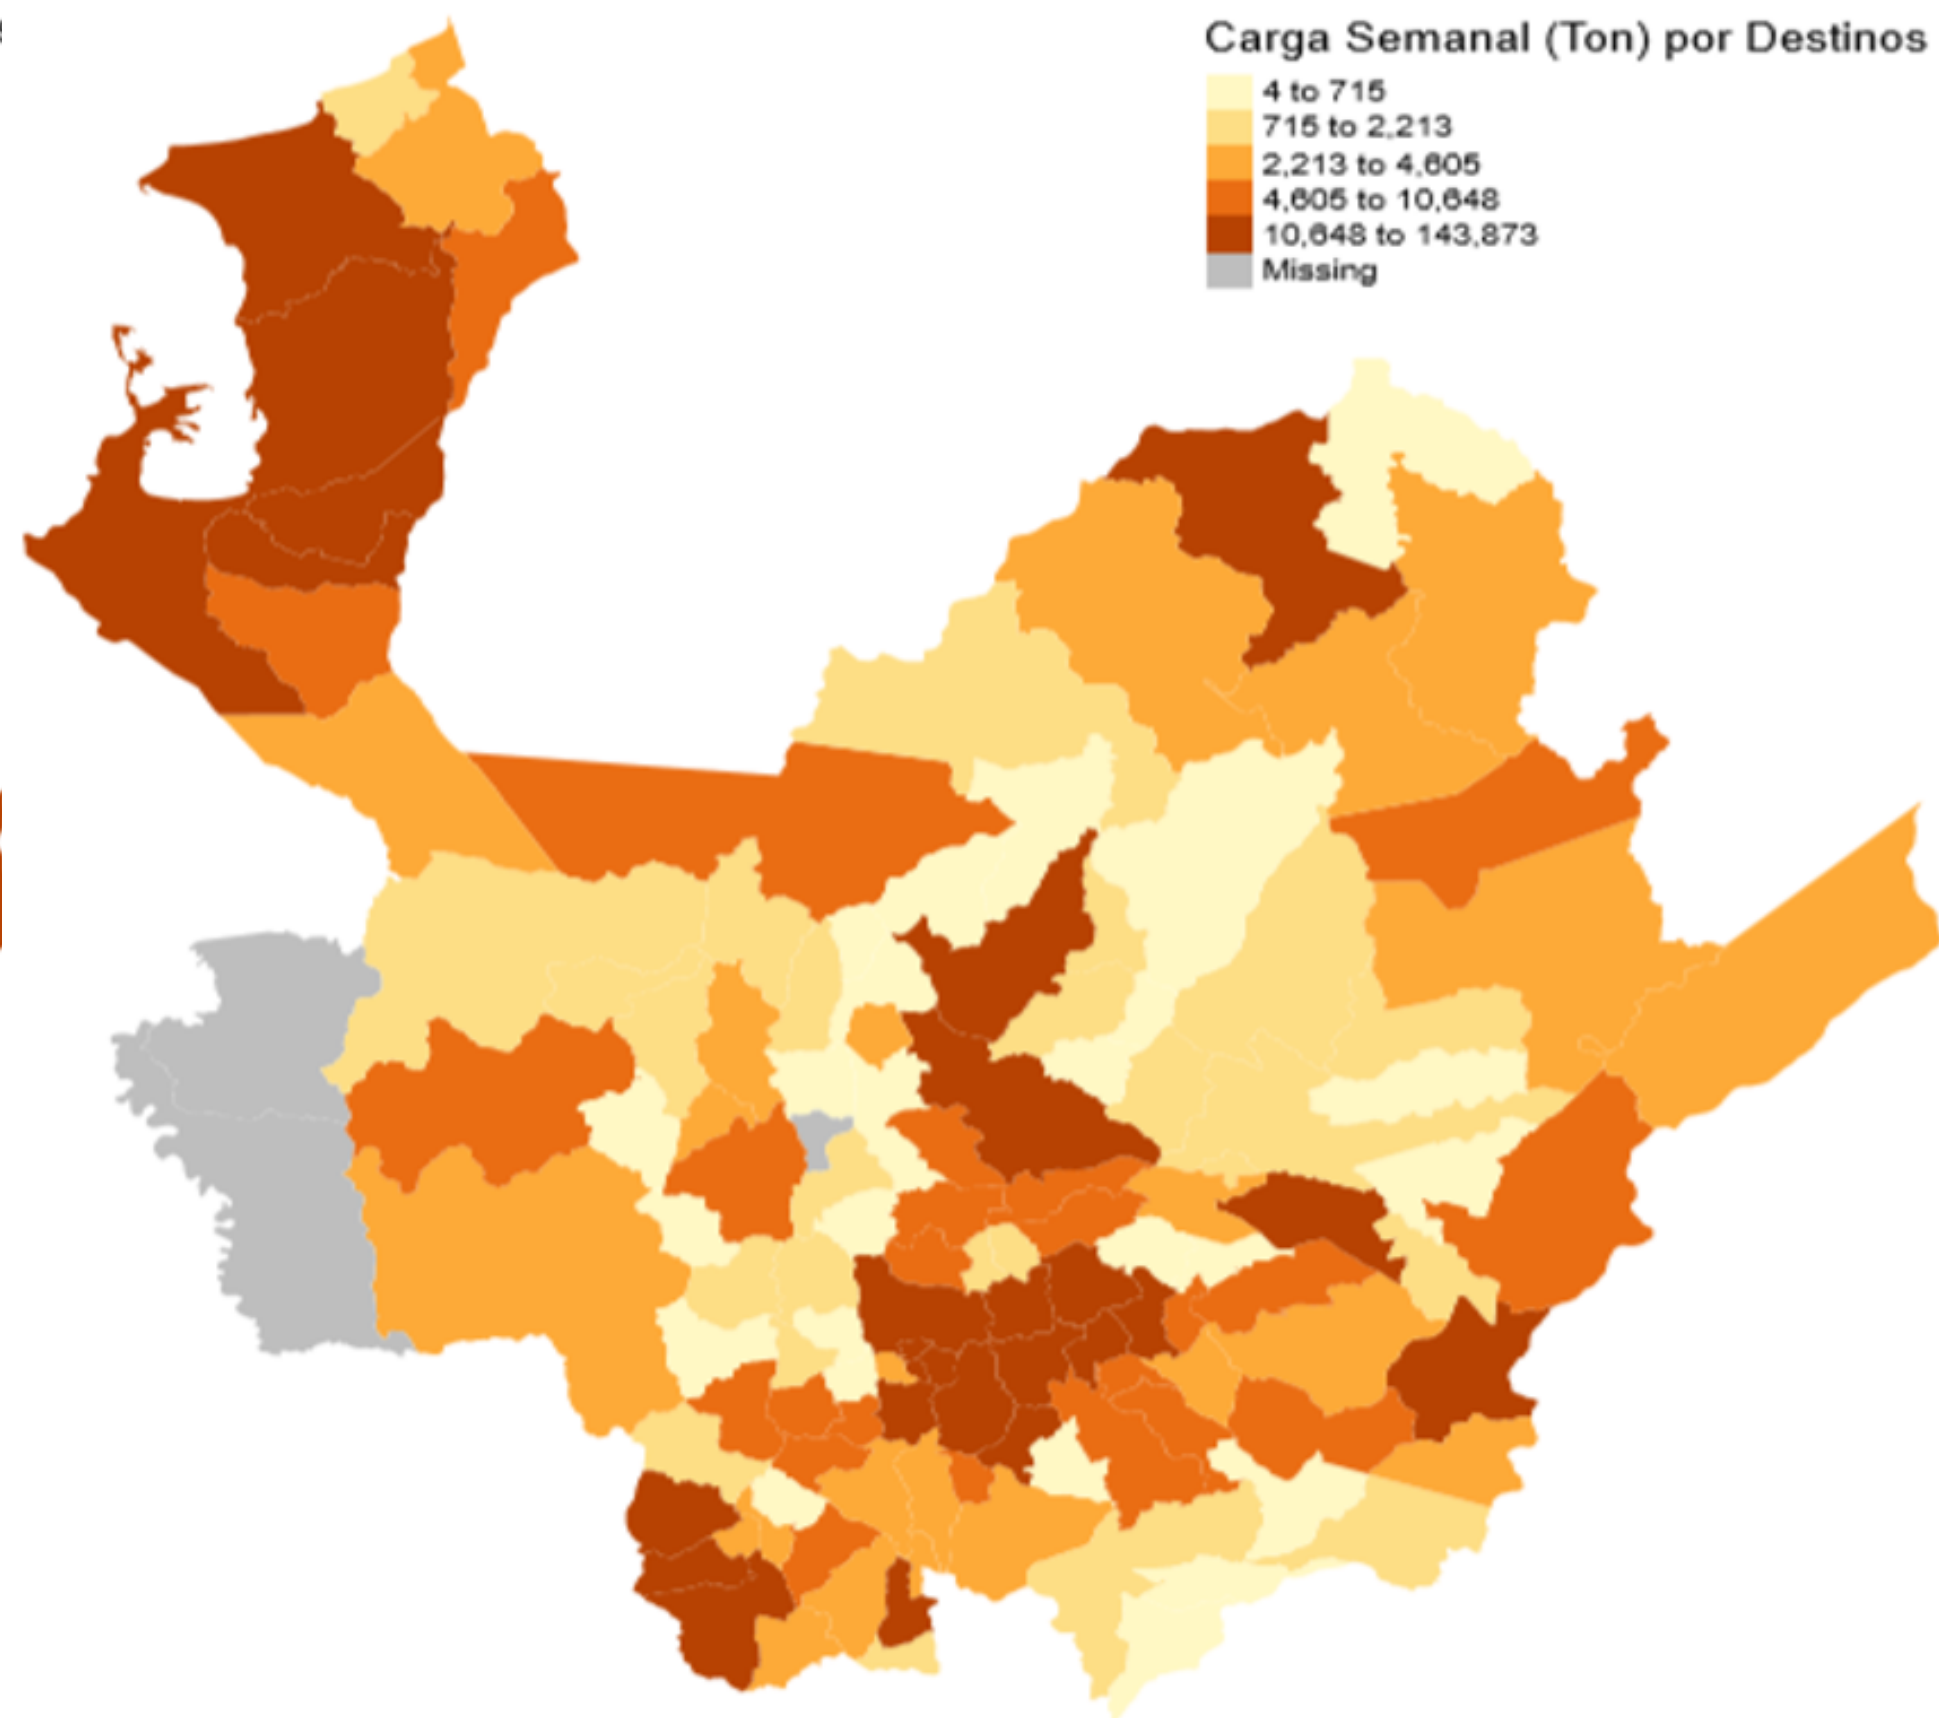 Carga Semanal (Ton) por Destinos
4 to 715
715 to 2,213
2,213 to 4,605
4,605 to 10,648
10,648 to 143,873
Missing